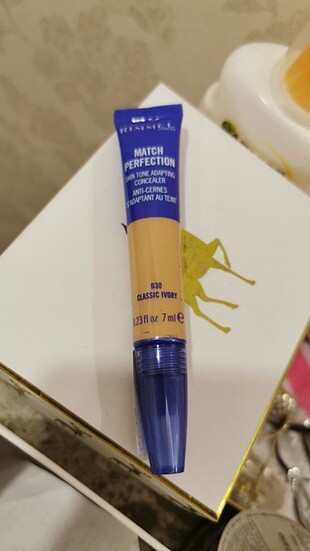 RIMMEL
MATCH
PERFECTION
SKIN TONE ADAPTING
CONCEALER
ANTI-CERNES
S'ADAPTANT AU TEINT
030
CLASSIC IVORY
0.23 fl oz 7 ml e